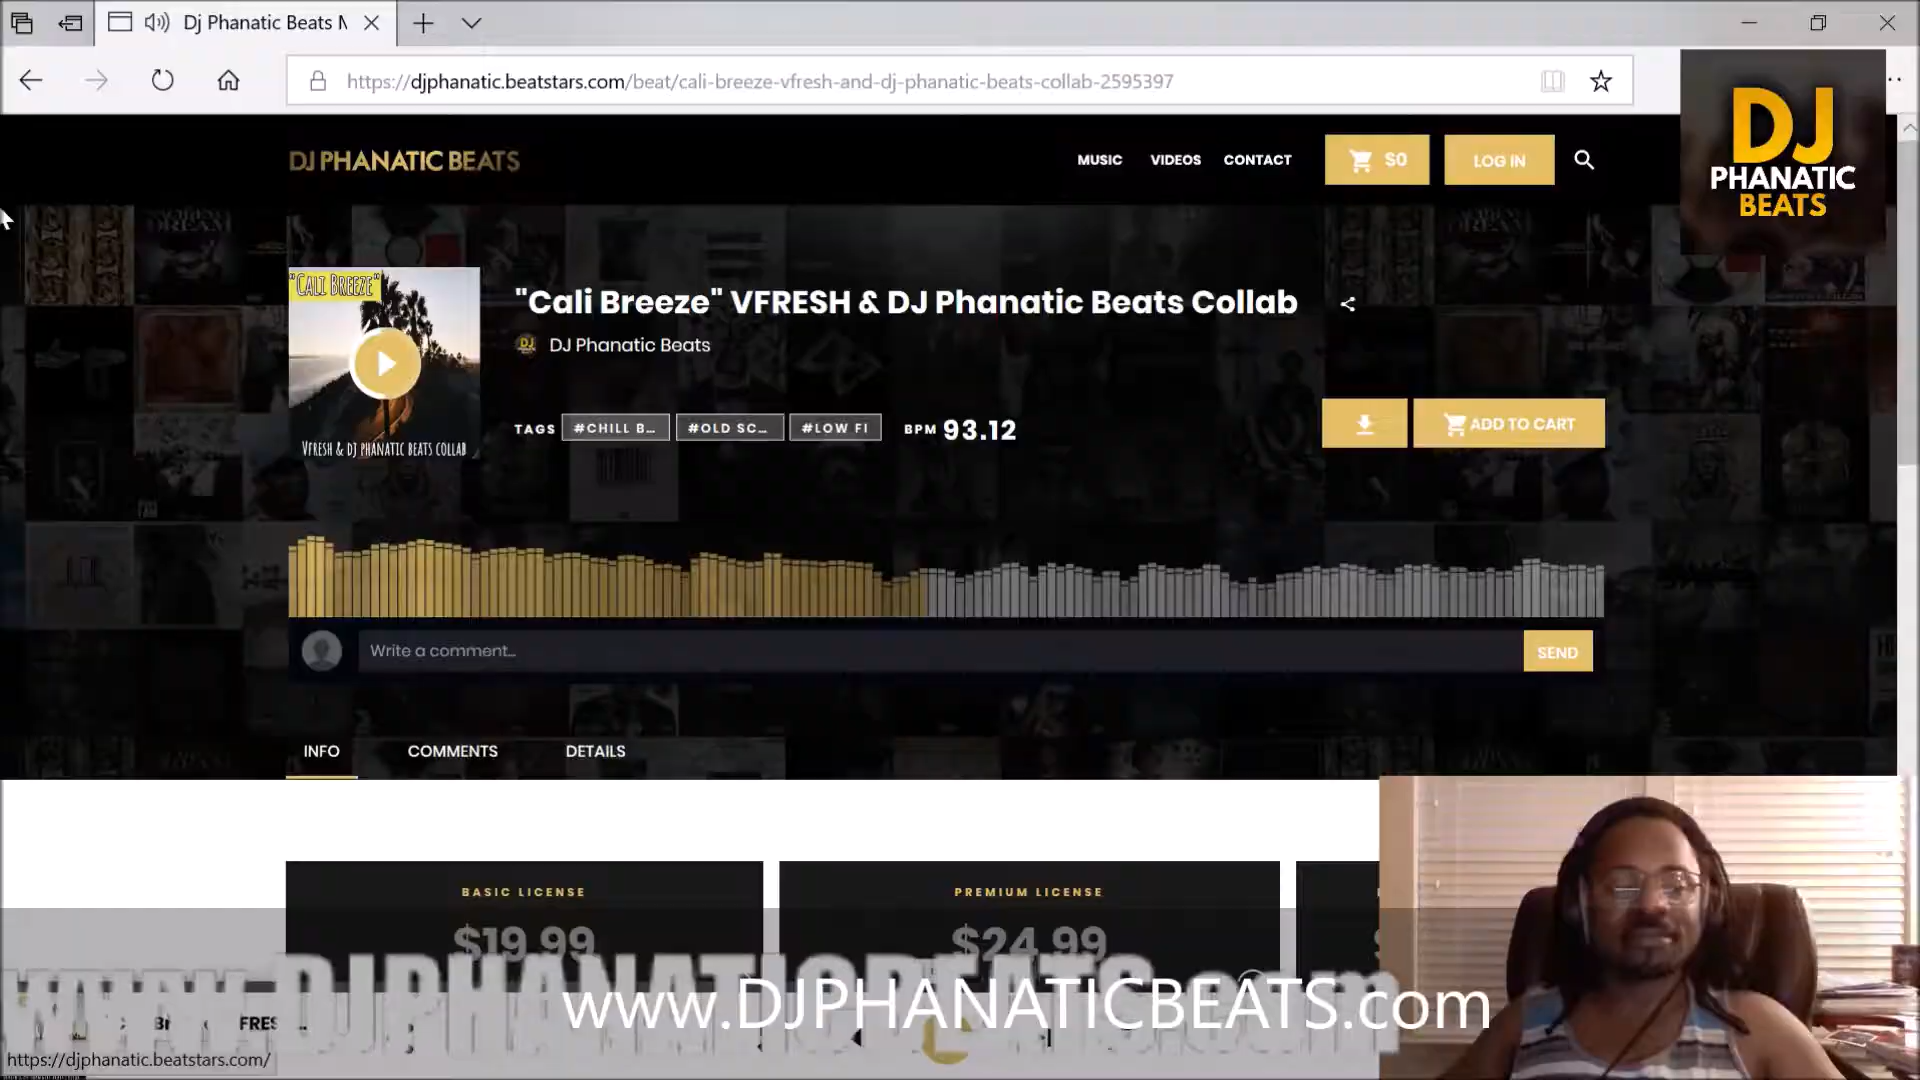 Dj Phanatic Beats
https://djphanatic.beatstars.com/beat/cali-breeze-vfresh-and-dj-phanatic-beats-collab-2595397
DJ PHANATIC BEATS
MUSIC
VIDEOS
CONTACT
$0
LOG IN
DJ
PHANATIC
BEATS
"CALI BREEZE"
VFRESH & DJ PHANATIC BEATS COLLAB
"Cali Breeze" VFRESH & DJ Phanatic Beats Collab
DJ Phanatic Beats
TAGS
#CHILL B...
#OLD SC...
#LOW FI
BPM 93.12
ADD TO CART
Write a comment...
SEND
INFO
COMMENTS
DETAILS
BASIC LICENSE
$19.99
PREMIUM LICENSE
$24.99
www.DJPHANATICBEATS.com
www.DJPHANATICBEATS.com
https://djphanatic.beatstars.com/